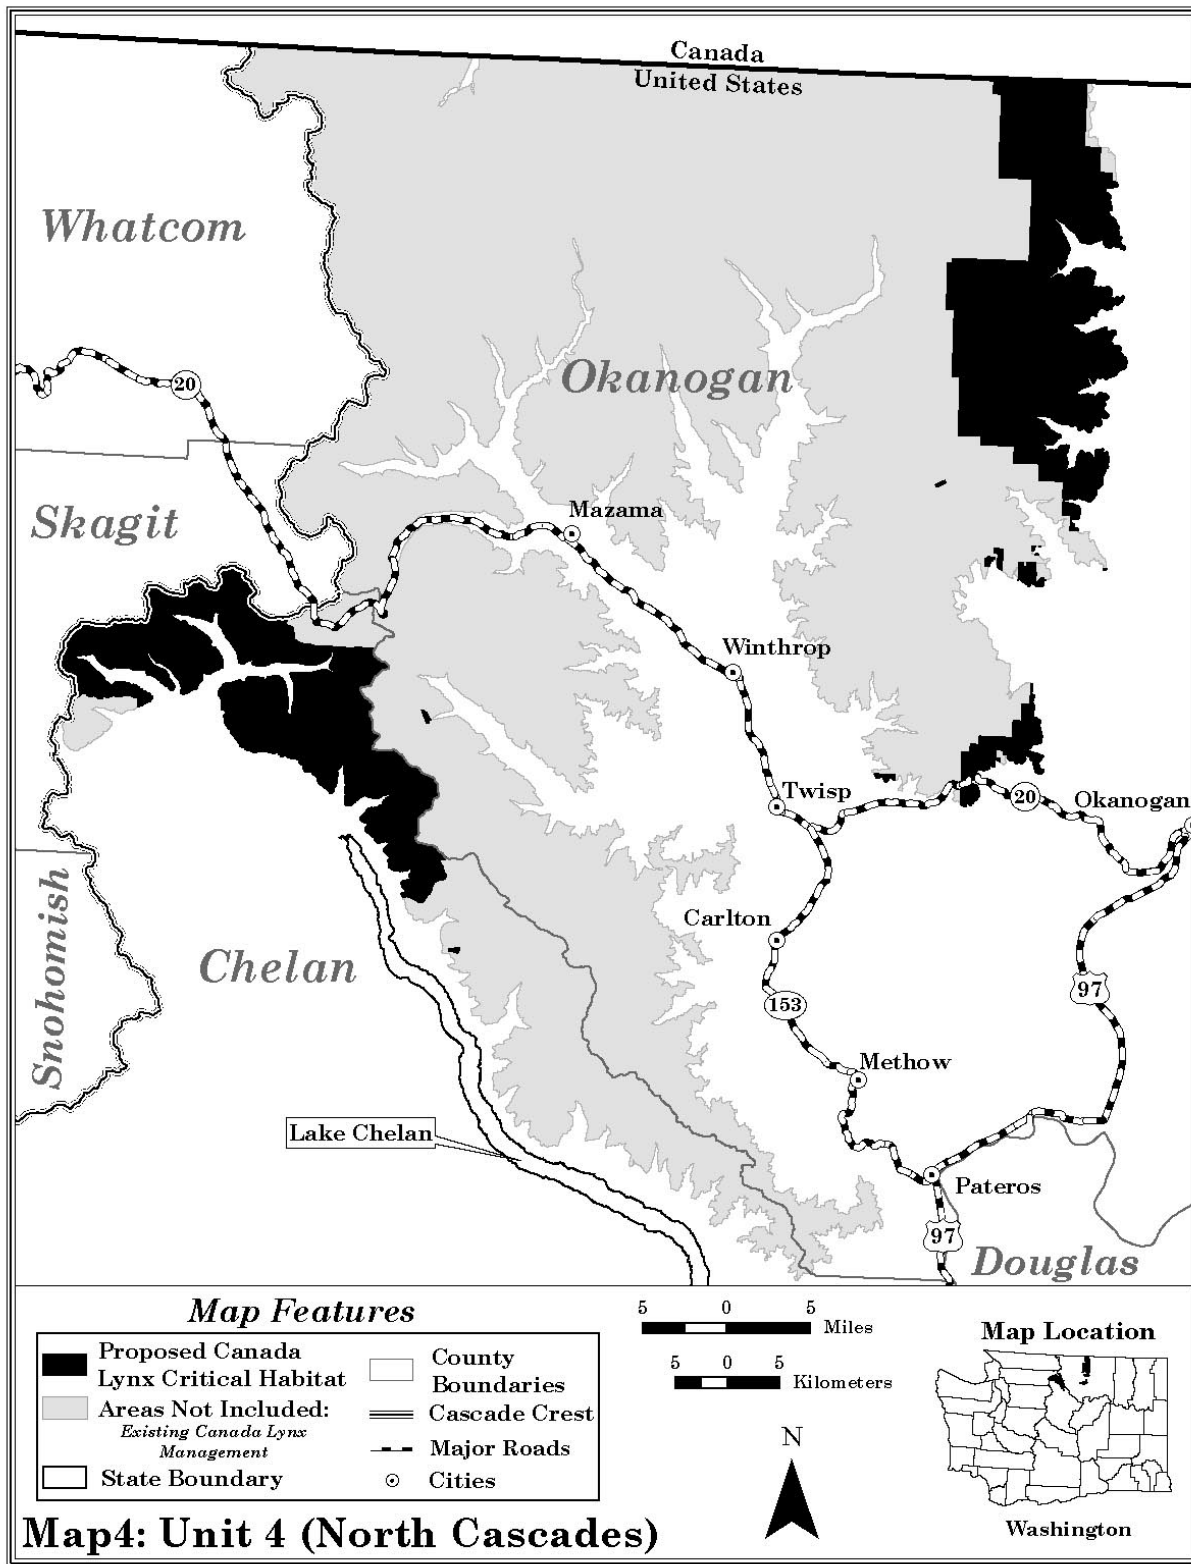 Canada
United States
Whatcom
20
Okanogan
Skagit
Mazama
Winthrop
Twisp
20
Okanogan
Carlton
Snohomish
Chelan
97
153
Methow
Lake Chelan
Pateros
97
Douglas
Map Features
Proposed Canada
Lynx Critical Habitat
Areas Not Included:
Existing Canada Lynx
Management
State Boundary
County
Boundaries
Cascade Crest
Major Roads
Cities
5 0 5
Miles
5 0 5
Kilometers
N
Map Location
Washington
Map4: Unit 4 (North Cascades)